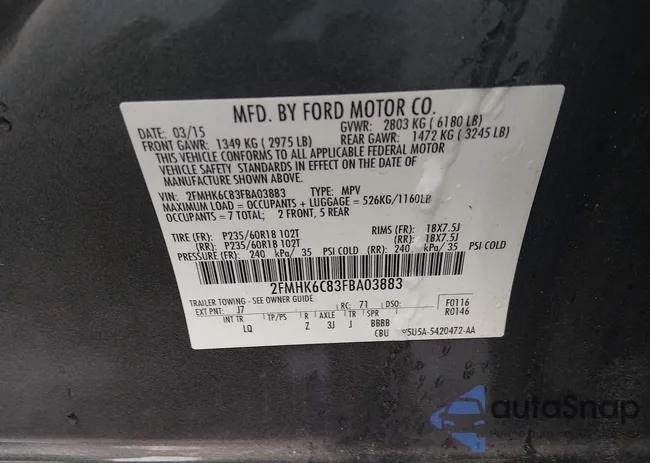 MFD. BY FORD MOTOR CO.
DATE: 03/15 GVWR: 2803 KG ( 6180 LB)
FRONT GAWR: 1349 KG ( 2975 LB) REAR GAWR: 1472 KG ( 3245 LB)
THIS VEHICLE CONFORMS TO ALL APPLICABLE FEDERAL MOTOR
VEHICLE SAFETY STANDARDS IN EFFECT ON THE DATE OF
MANUFACTURE SHOWN ABOVE.
VIN: 2FMHK6C83FBA03883 TYPE: MPV
MAXIMUM LOAD = OCCUPANTS + LUGGAGE = 526KG/1160LB
OCCUPANTS = 7 TOTAL; 2 FRONT, 5 REAR
TIRE (FR): P235/60R18 102T RIMS (FR): 18X7.5J
(RR): P235/60R18 102T (RR): 18X7.5J
PRESSURE (FR): 240 kPa/ 35 PSI COLD (RR): 240 kPa/ 35 PSI COLD
2FMHK6C83FBA03883
TRAILER TOWING - SEE OWNER GUIDE
EXT PNT: J7 RC: 71 DSO: F0116
R0146
INT TR TP/PS R AXLE TR SPR
LQ Z 3J J BBBB
CBU 5U5A-5420472-AA
autoSnap